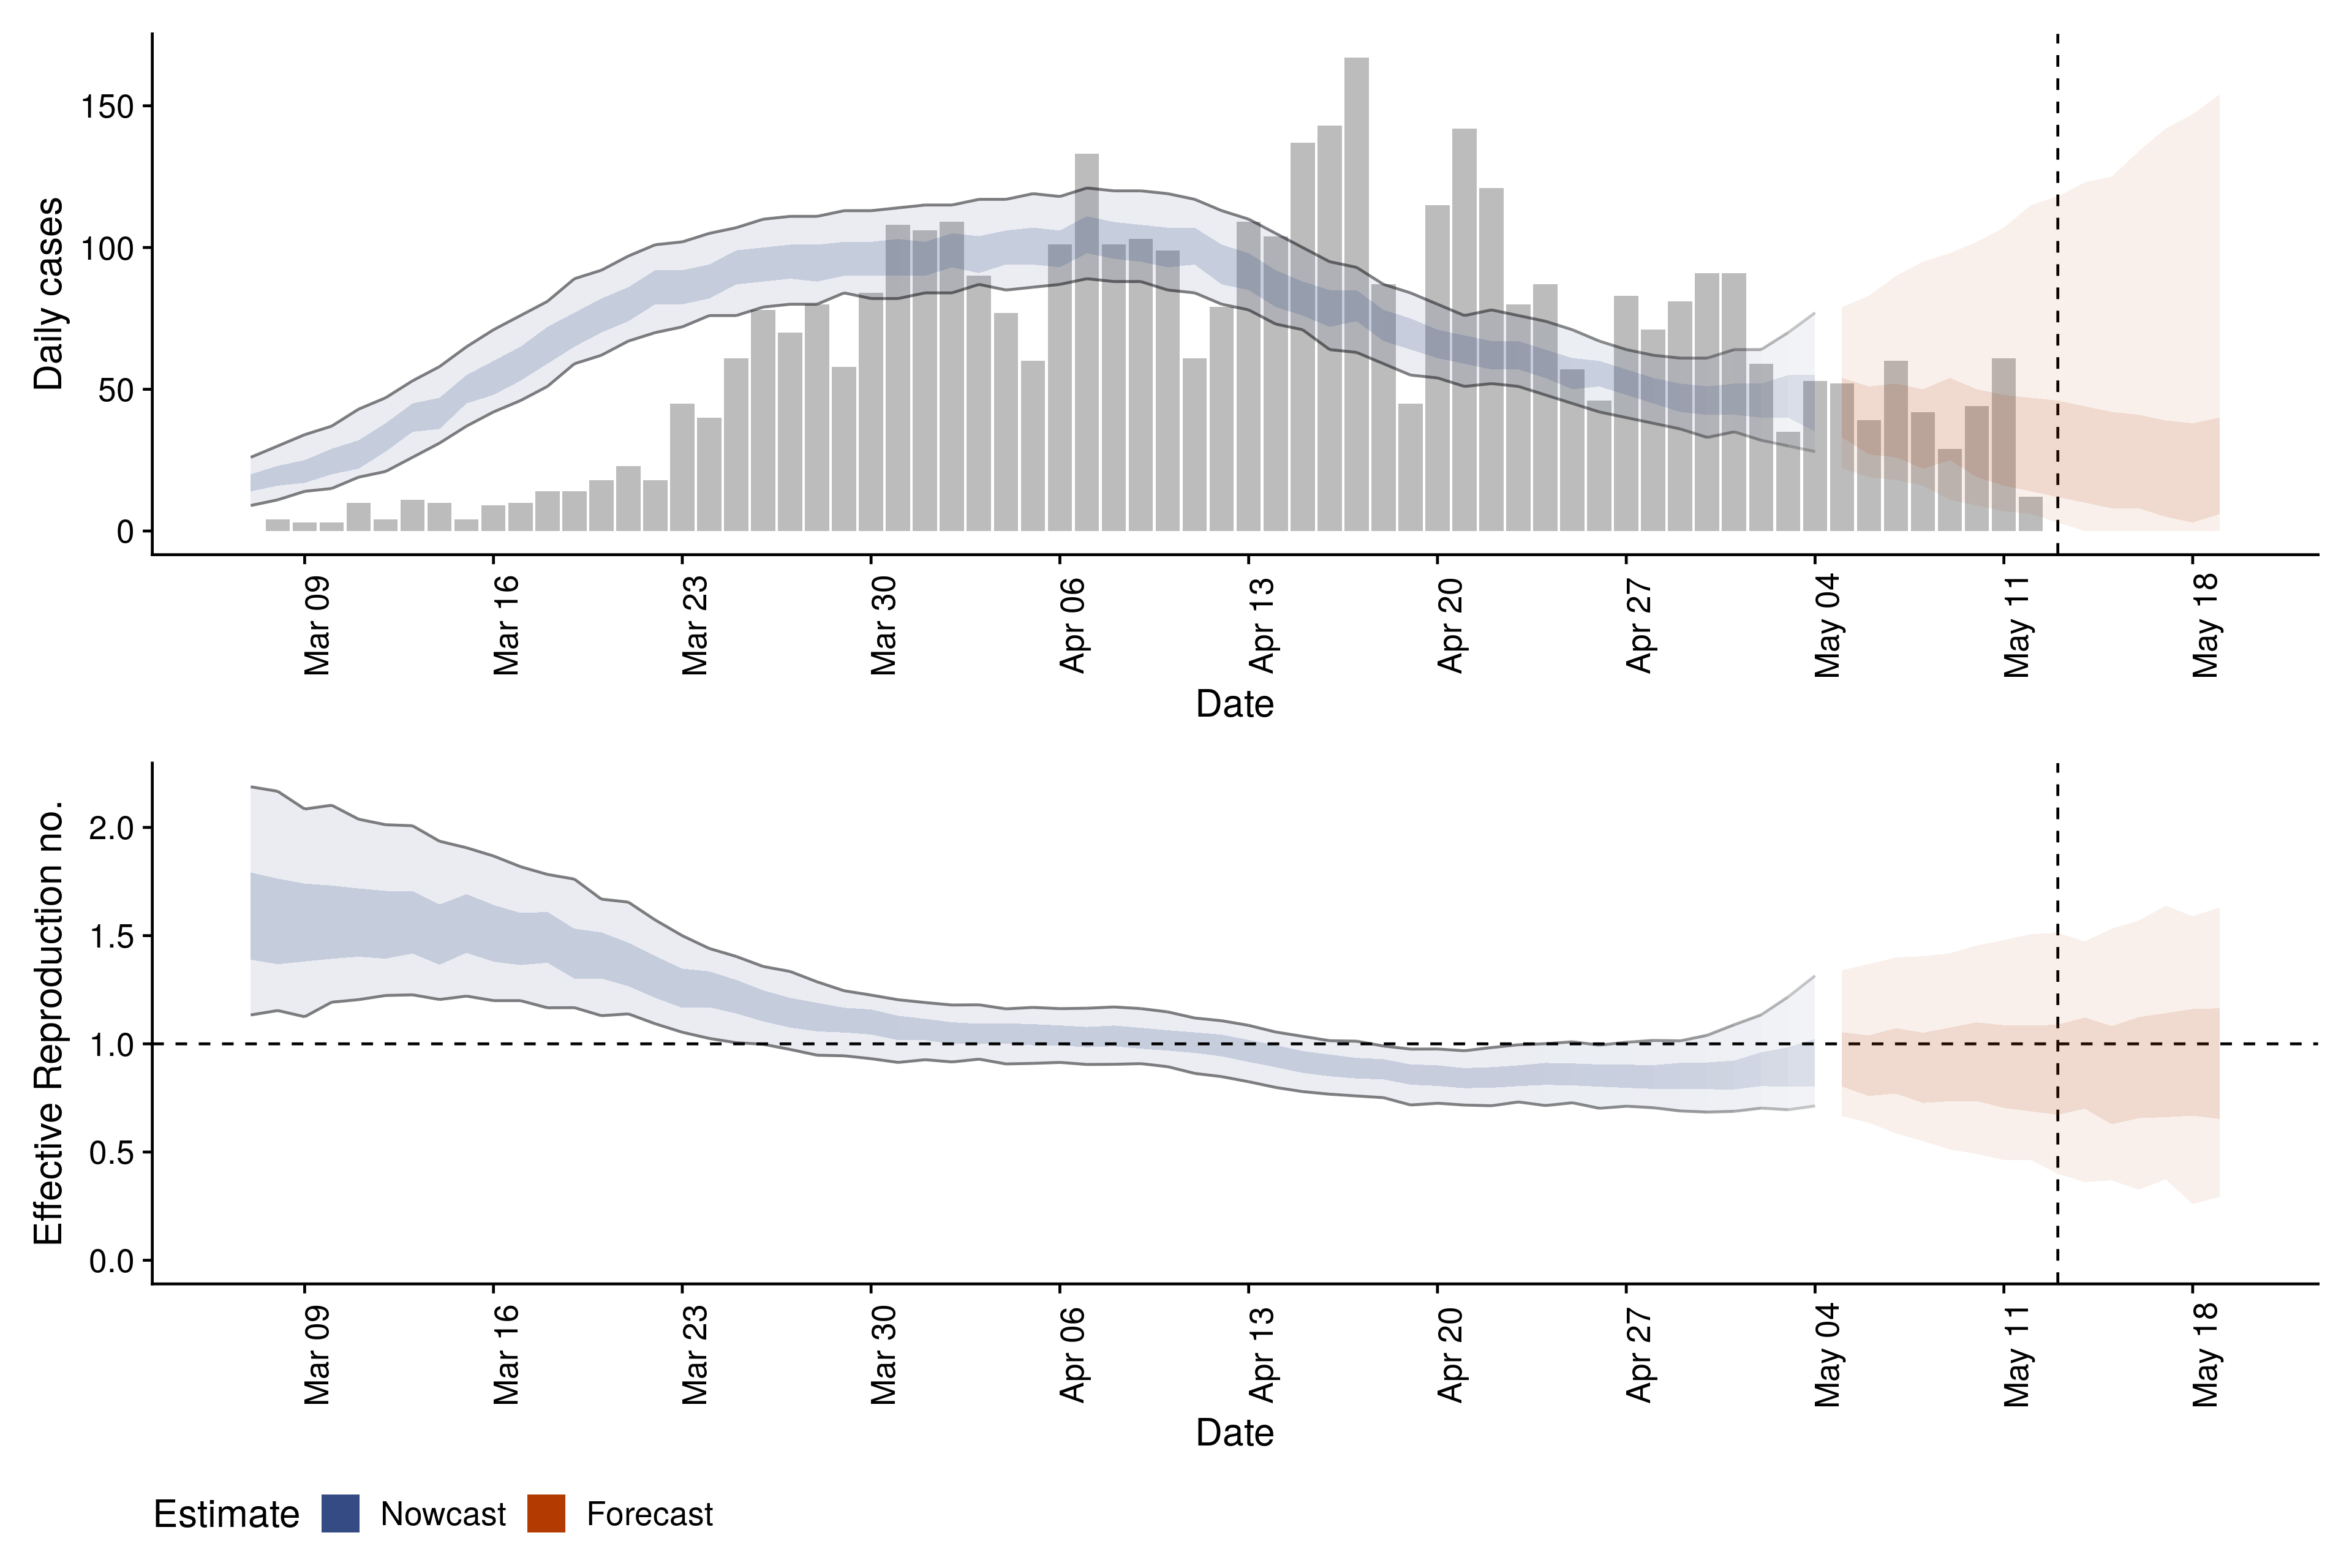 Daily cases
150
100
50
0
Mar 09
Mar 16
Mar 23
Mar 30
Apr 06
Apr 13
Apr 20
Apr 27
May 04
May 11
May 18
Date
Effective Reproduction no.
2.0
1.5
1.0
0.5
0.0
Mar 09
Mar 16
Mar 23
Mar 30
Apr 06
Apr 13
Apr 20
Apr 27
May 04
May 11
May 18
Date
Estimate Nowcast Forecast